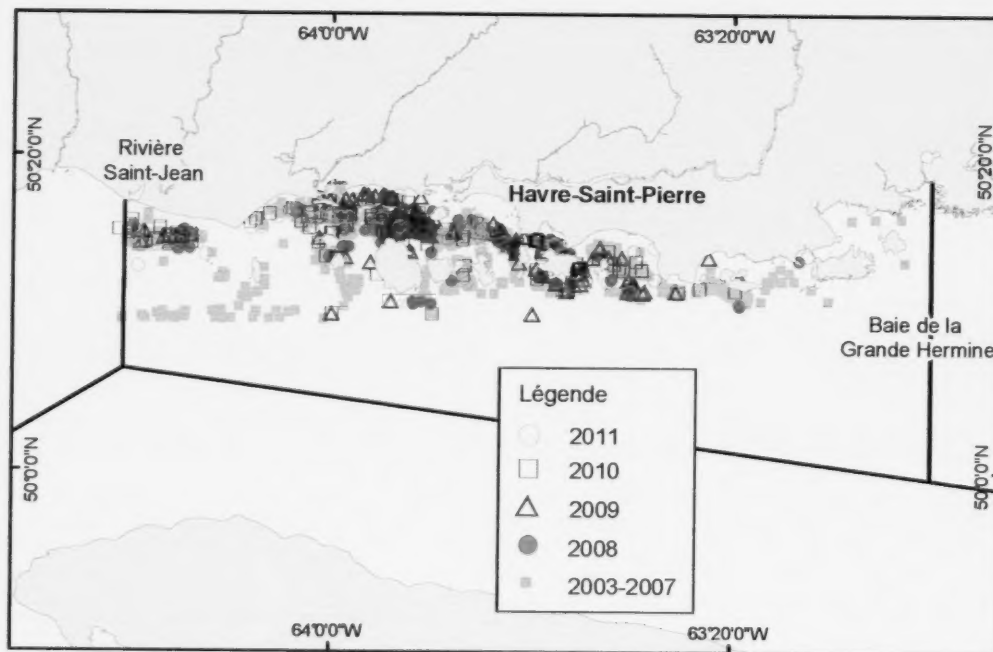 64°0'0"W
63°20'0"W
50°20'0"N
50°20'0"N
Rivière
Saint-Jean
Havre-Saint-Pierre
Baie de la
Grande Hermine
Légende
2011
2010
2009
2008
2003-2007
50°0'0"N
50°0'0"N
64°0'0"W
63°20'0"W